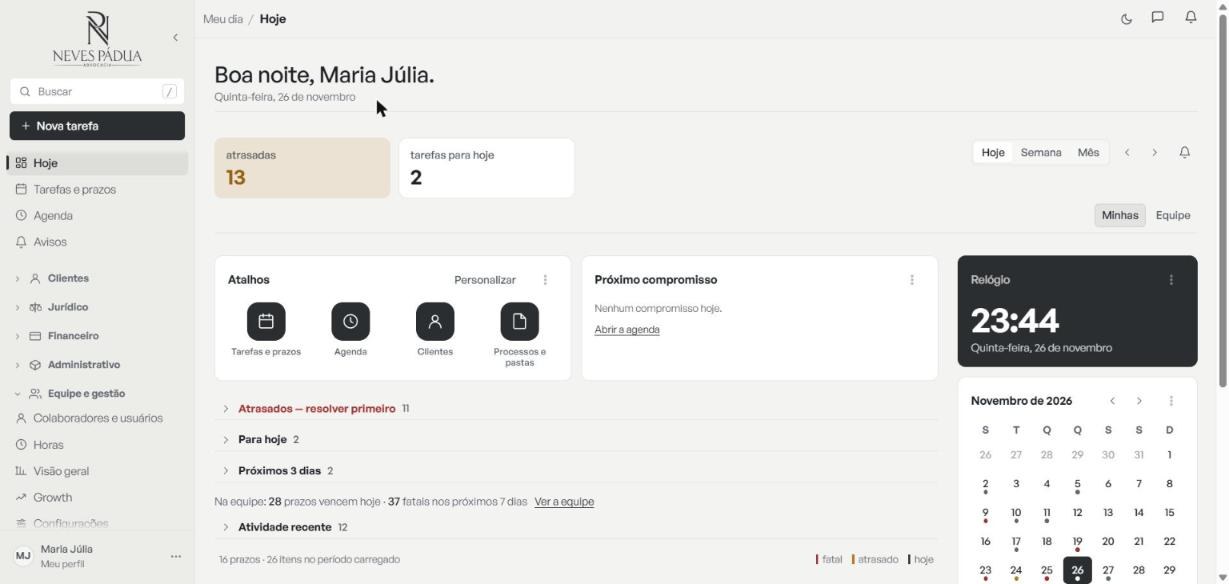 NEVES PÁDUA
ADVOCACIA
Buscar /
+ Nova tarefa
Hoje
Tarefas e prazos
Agenda
Avisos
Clientes
Jurídico
Financeiro
Administrativo
Equipe e gestão
Colaboradores e usuários
Horas
Visão geral
Growth
Configurações
MJ
Maria Júlia
Meu perfil
Meu dia / Hoje
Boa noite, Maria Júlia.
Quinta-feira, 26 de novembro
atrasadas
13
tarefas para hoje
2
Hoje Semana Mês
Minhas Equipe
Atalhos Personalizar
Tarefas e prazos
Agenda
Clientes
Processos e
pastas
Próximo compromisso
Nenhum compromisso hoje.
Abrir a agenda
Relógio
23:44
Quinta-feira, 26 de novembro
Atrasados — resolver primeiro 11
Para hoje 2
Próximos 3 dias 2
Na equipe: 28 prazos vencem hoje · 37 fatais nos próximos 7 dias Ver a equipe
Atividade recente 12
16 prazos · 26 itens no período carregado
fatal atrasado hoje
Novembro de 2026
S T Q Q S S D
26 27 28 29 30 31 1
2 3 4 5 6 7 8
9 10 11 12 13 14 15
16 17 18 19 20 21 22
23 24 25 26 27 28 29